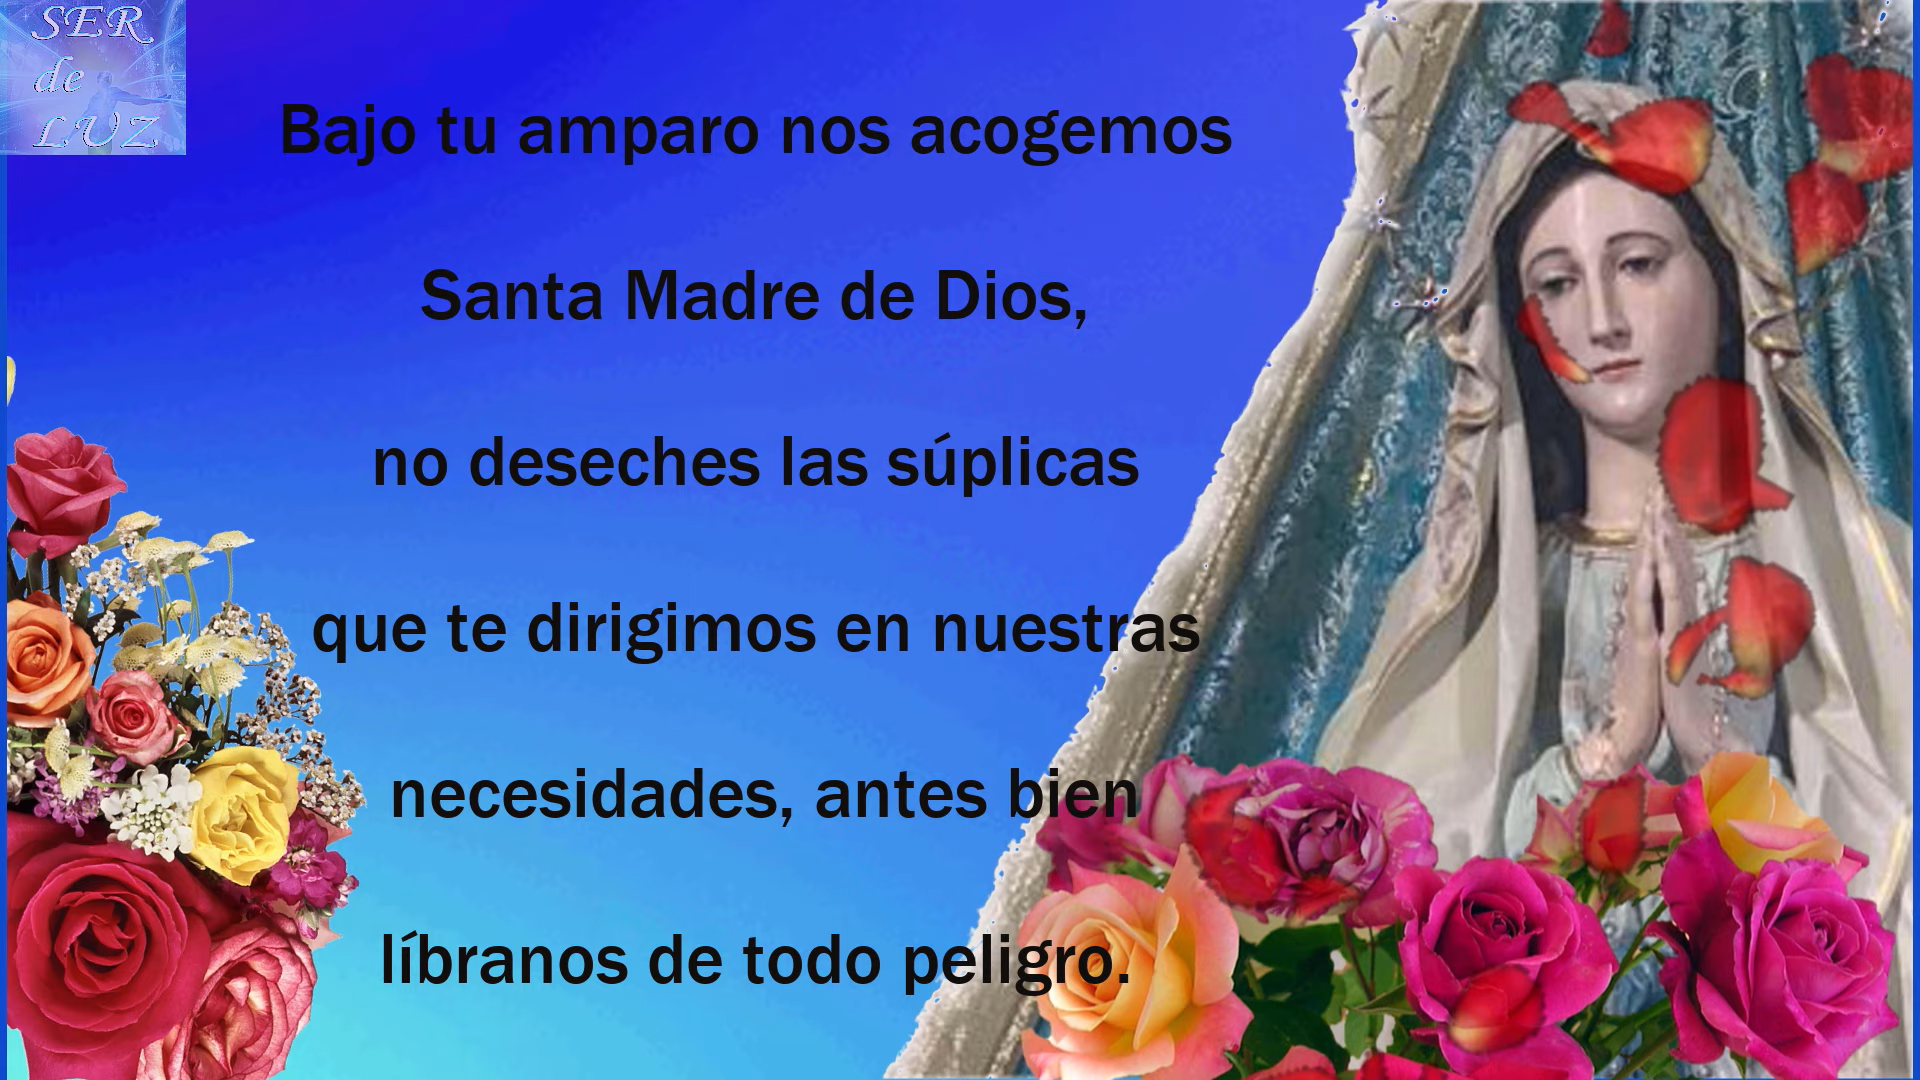 SER
de
LUZ
Bajo tu amparo nos acogemos
Santa Madre de Dios,
no deseches las súplicas
que te dirigimos en nuestras
necesidades, antes bien
líbranos de todo peligro.